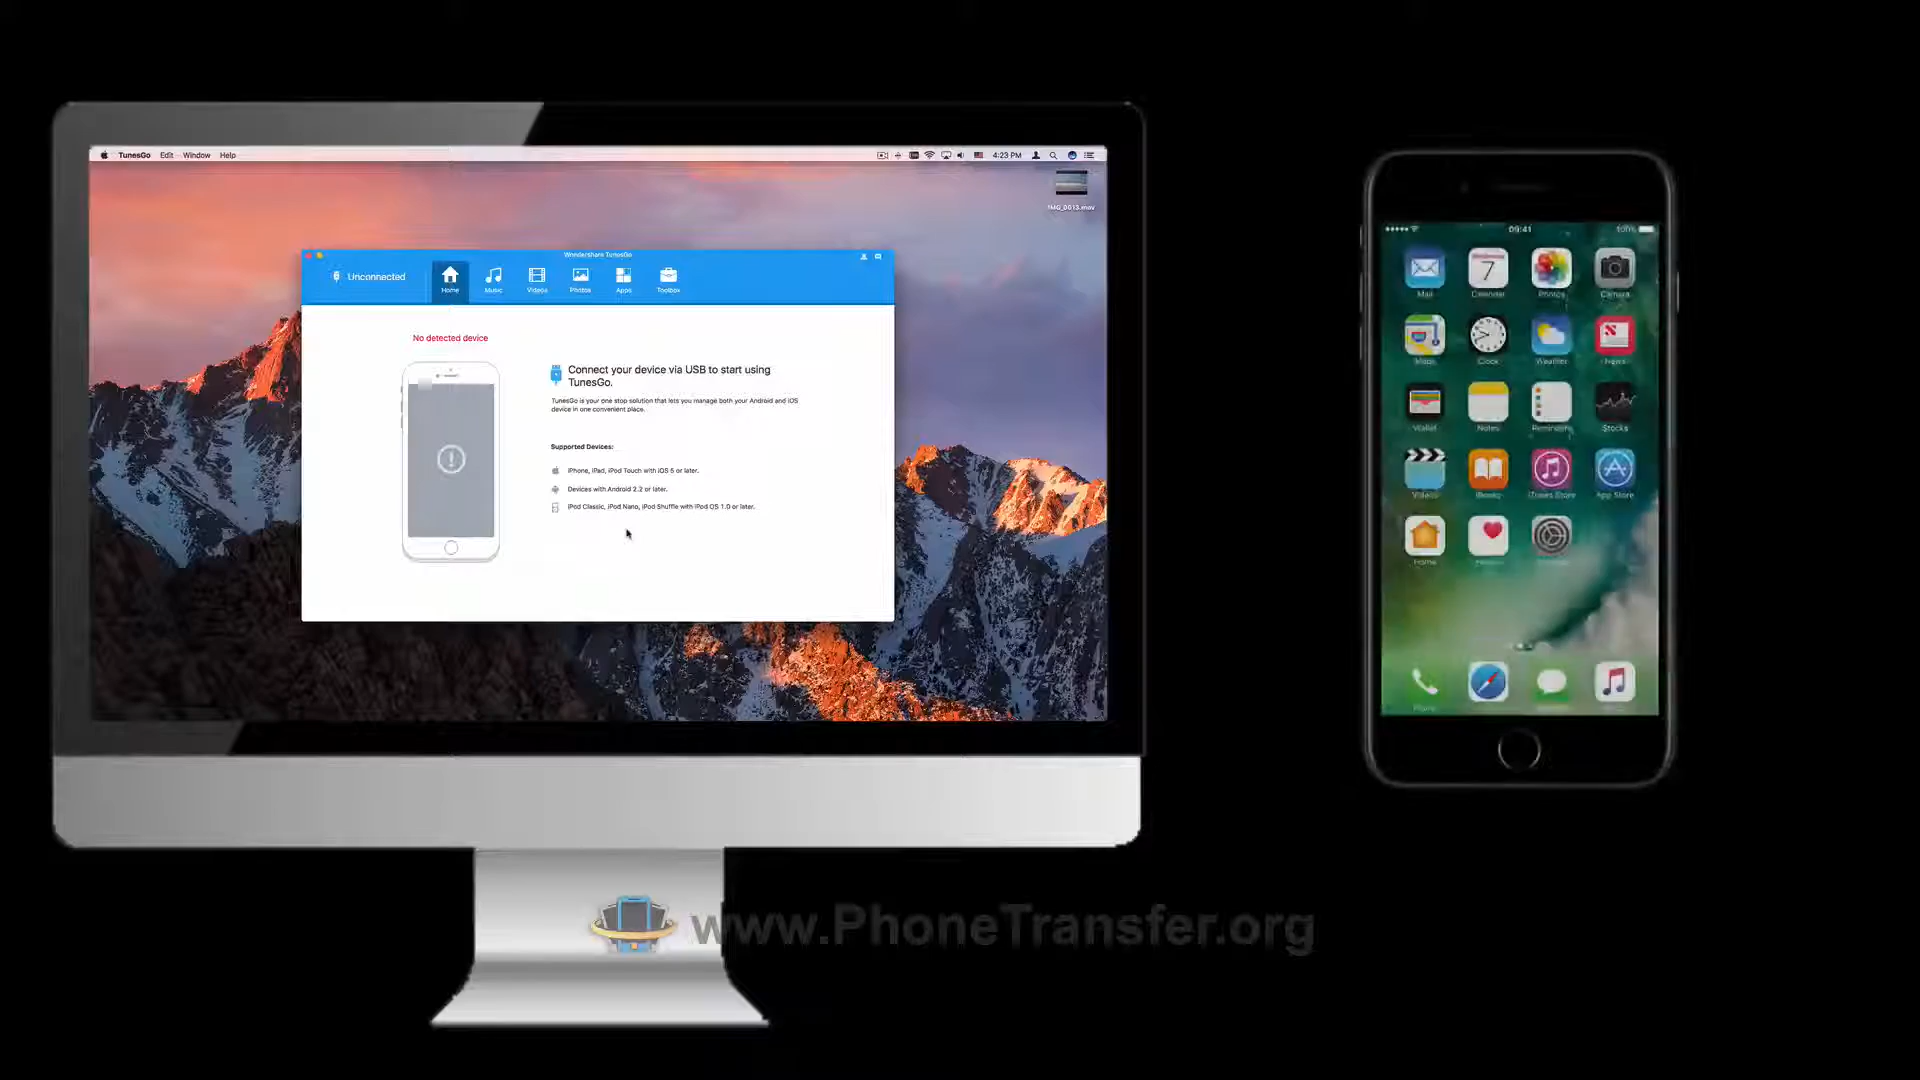 TunesGo Edit Window Help
4:23 PM
IMG_0013.mov
Wondershare TunesGo
Unconnected
Home Music Videos Photos Apps Toolbox
No detected device
Connect your device via USB to start using
TunesGo.
TunesGo is your one stop solution that lets you manage both your Android and iOS
device in one convenient place.
Supported Devices:
iPhone, iPad, iPod Touch with iOS 5 or later.
Devices with Android 2.2 or later.
iPod Classic, iPod Nano, iPod Shuffle with iPod OS 1.0 or later.
09:41 100%
Mail Calendar Photos Camera
7
Maps Clock Weather News
Wallet Notes Reminders Stocks
Videos iBooks iTunes Store App Store
Home
www.PhoneTransfer.org